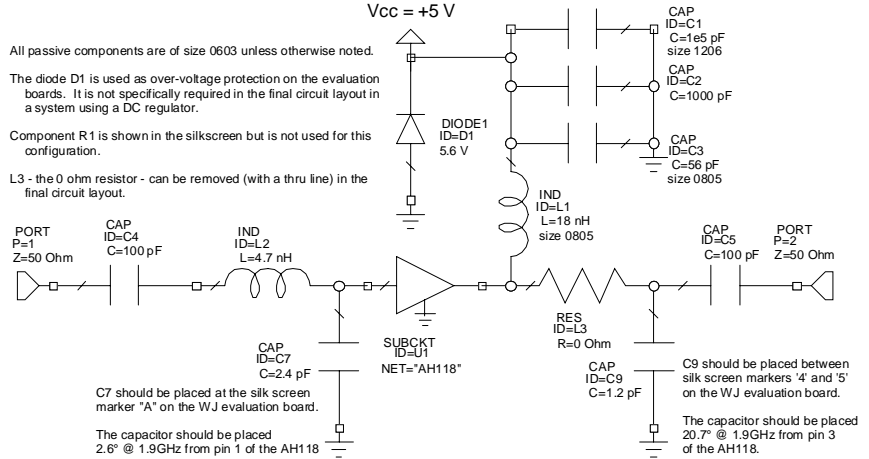 Vcc = +5 V
CAP
ID=C1
C=1e5 pF
size 1206
All passive components are of size 0603 unless otherwise noted.
The diode D1 is used as over-voltage protection on the evaluation
boards. It is not specifically required in the final circuit layout in
a system using a DC regulator.
Component R1 is shown in the silkscreen but is not used for this
configuration.
L3 - the 0 ohm resistor - can be removed (with a thru line) in the
final circuit layout.
CAP
ID=C2
C=1000 pF
DIODE1
ID=D1
5.6 V
CAP
ID=C3
C=56 pF
size 0805
IND
ID=L1
L=18 nH
size 0805
PORT
P=1
Z=50 Ohm
CAP
ID=C4
C=100 pF
IND
ID=L2
L=4.7 nH
CAP
ID=C5
C=100 pF
PORT
P=2
Z=50 Ohm
RES
ID=L3
R=0 Ohm
SUBCKT
ID=U1
NET="AH118"
CAP
ID=C7
C=2.4 pF
CAP
ID=C9
C=1.2 pF
C7 should be placed at the silk screen
marker "A" on the WJ evaluation board.
The capacitor should be placed
2.6° @ 1.9GHz from pin 1 of the AH118
C9 should be placed between
silk screen markers '4' and '5'
on the WJ evaluation board.
The capacitor should be placed
20.7° @ 1.9GHz from pin 3
of the AH118.